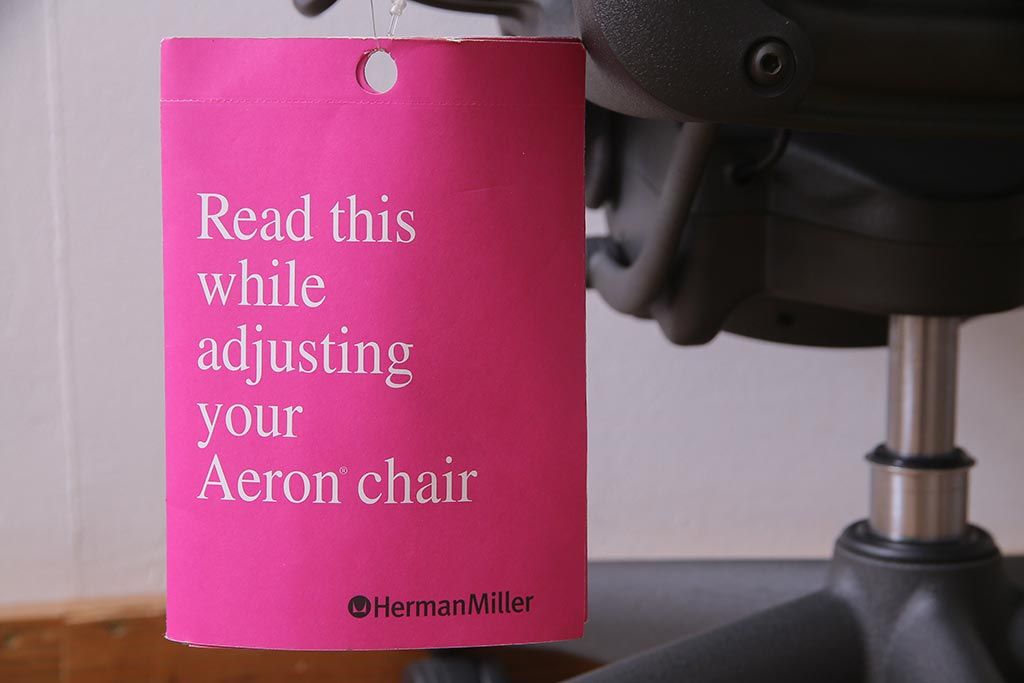 Read this
while
adjusting
your
Aeron® chair
HermanMiller